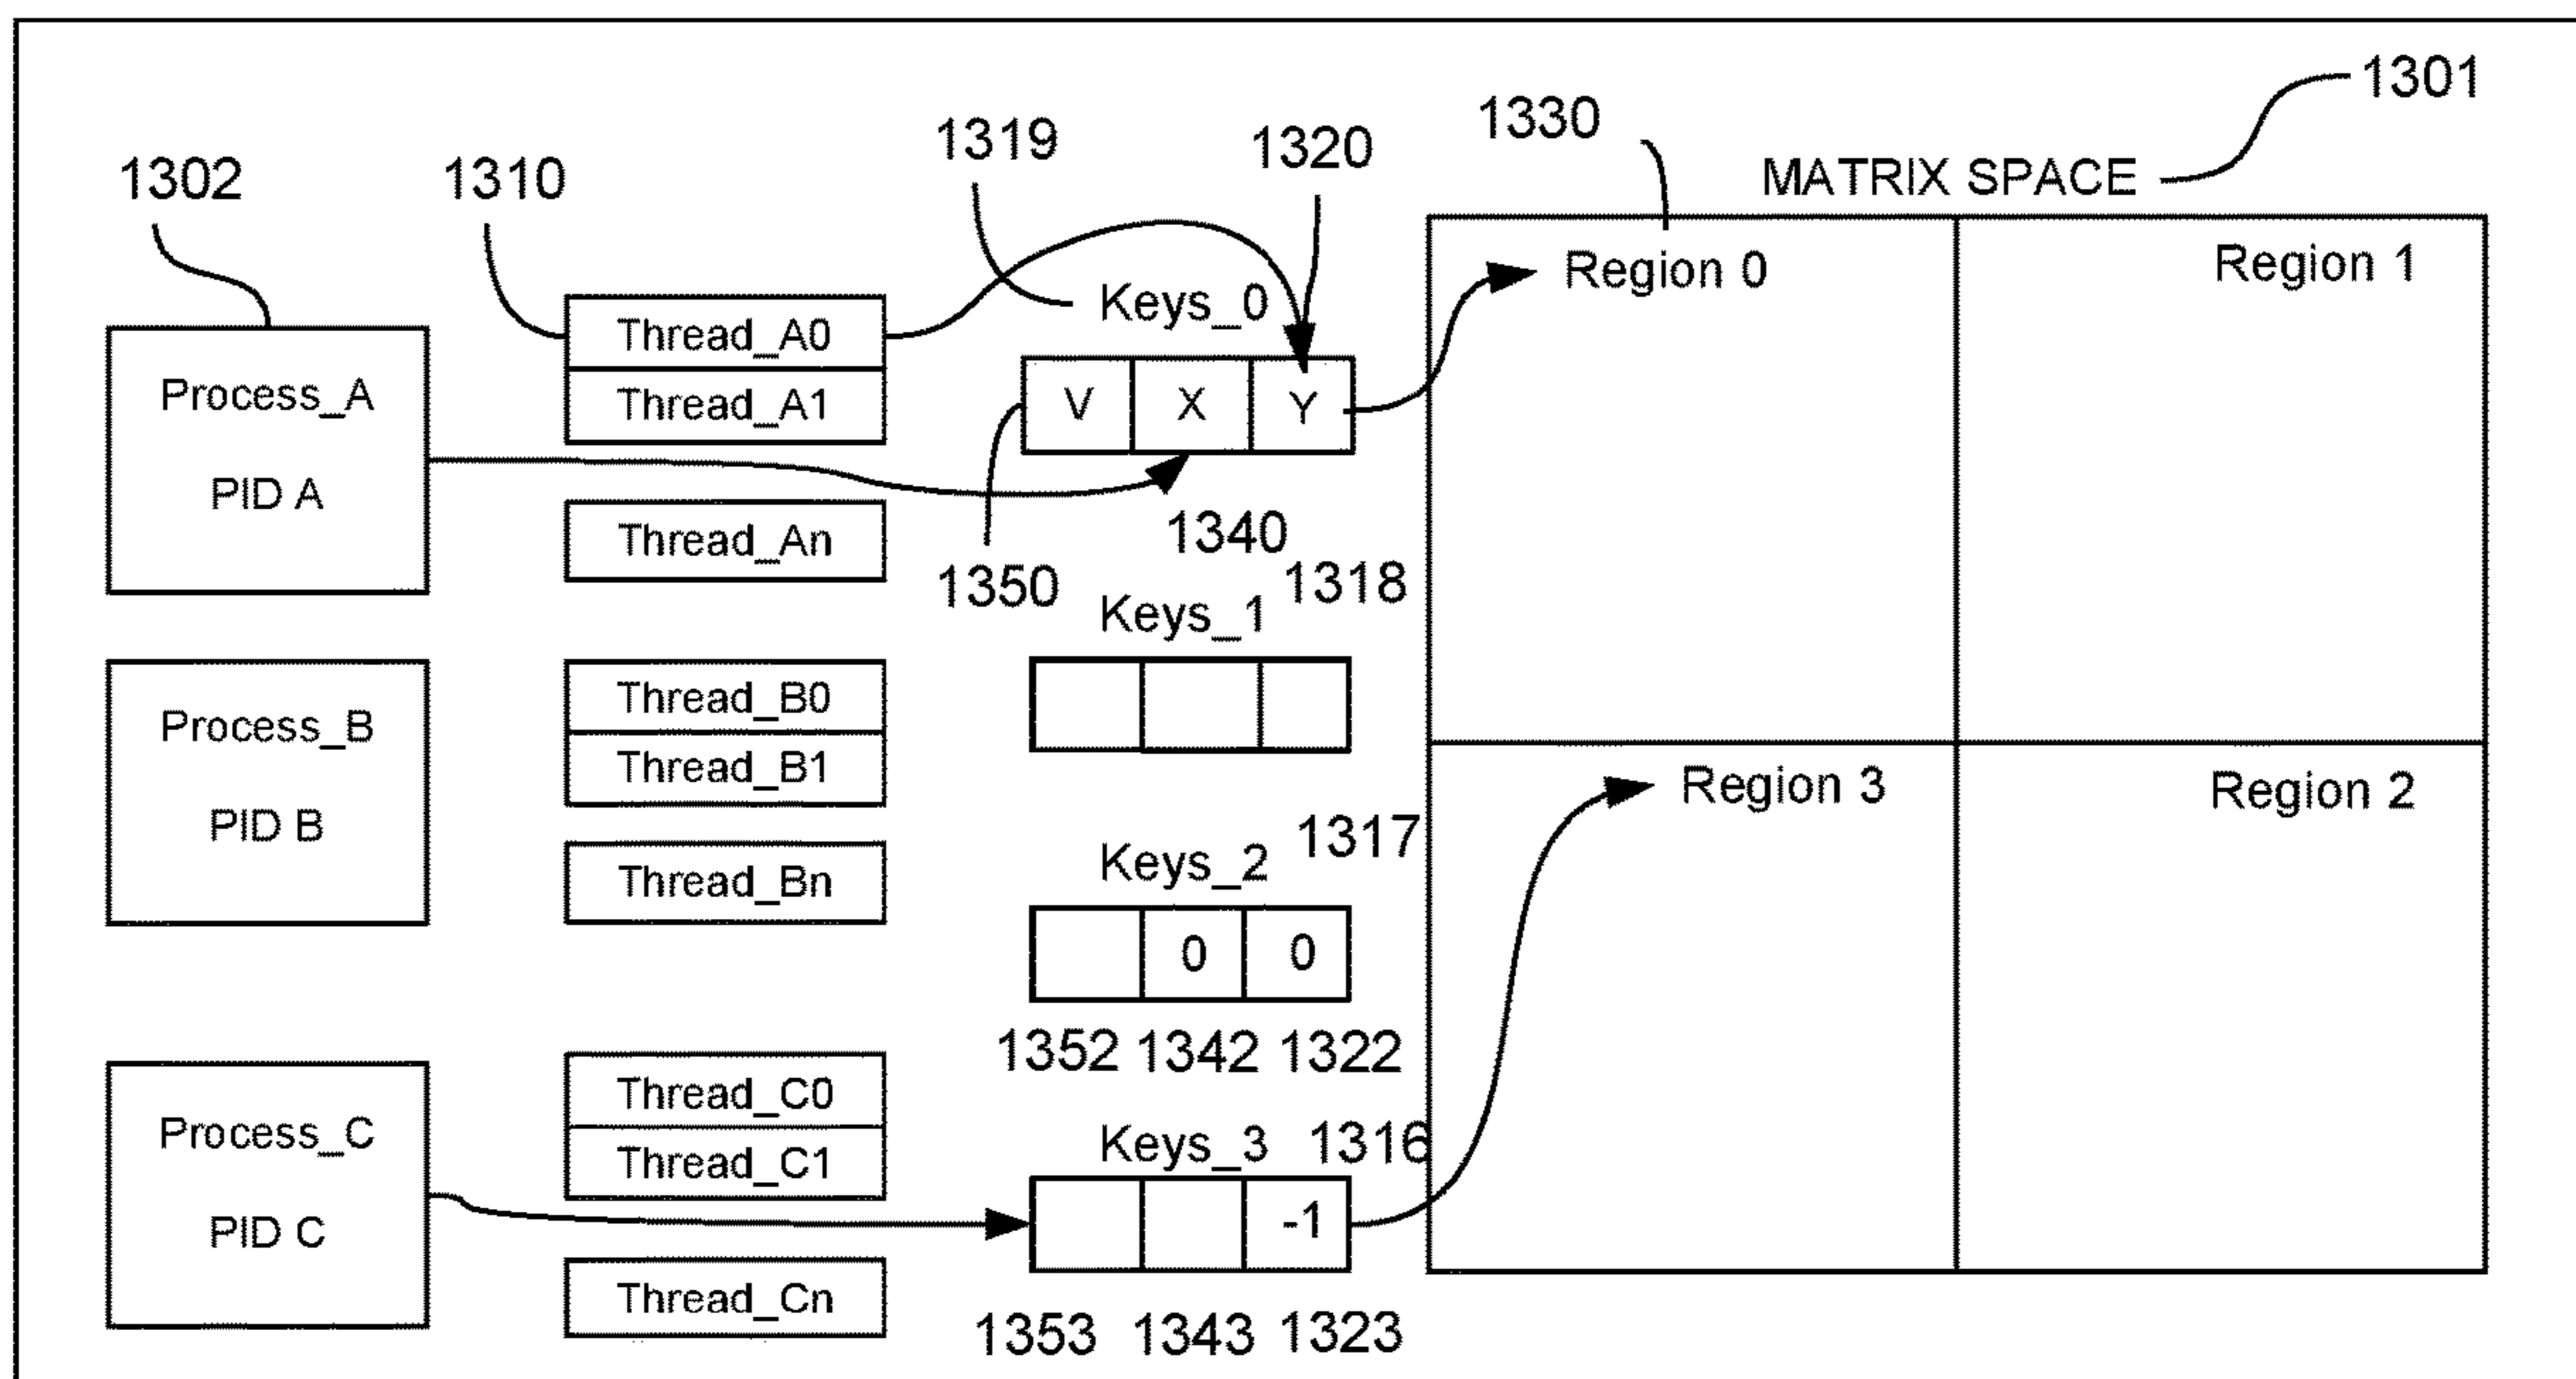 1301
1330
1319
1320
MATRIX SPACE
1302
1310
Region 0
Region 1
Keys_0
Thread_A0
Process_A
Thread_A1
V X Y
PID A
Thread_An
1340
1350
1318
Keys_1
Process_B
Thread_B0
Thread_B1
Region 3
Region 2
PID B
1317
Keys_2
Thread_Bn
0 0
1352 1342 1322
Thread_C0
Process_C
Keys_3
1316
Thread_C1
PID C
-1
Thread_Cn
1353 1343 1323